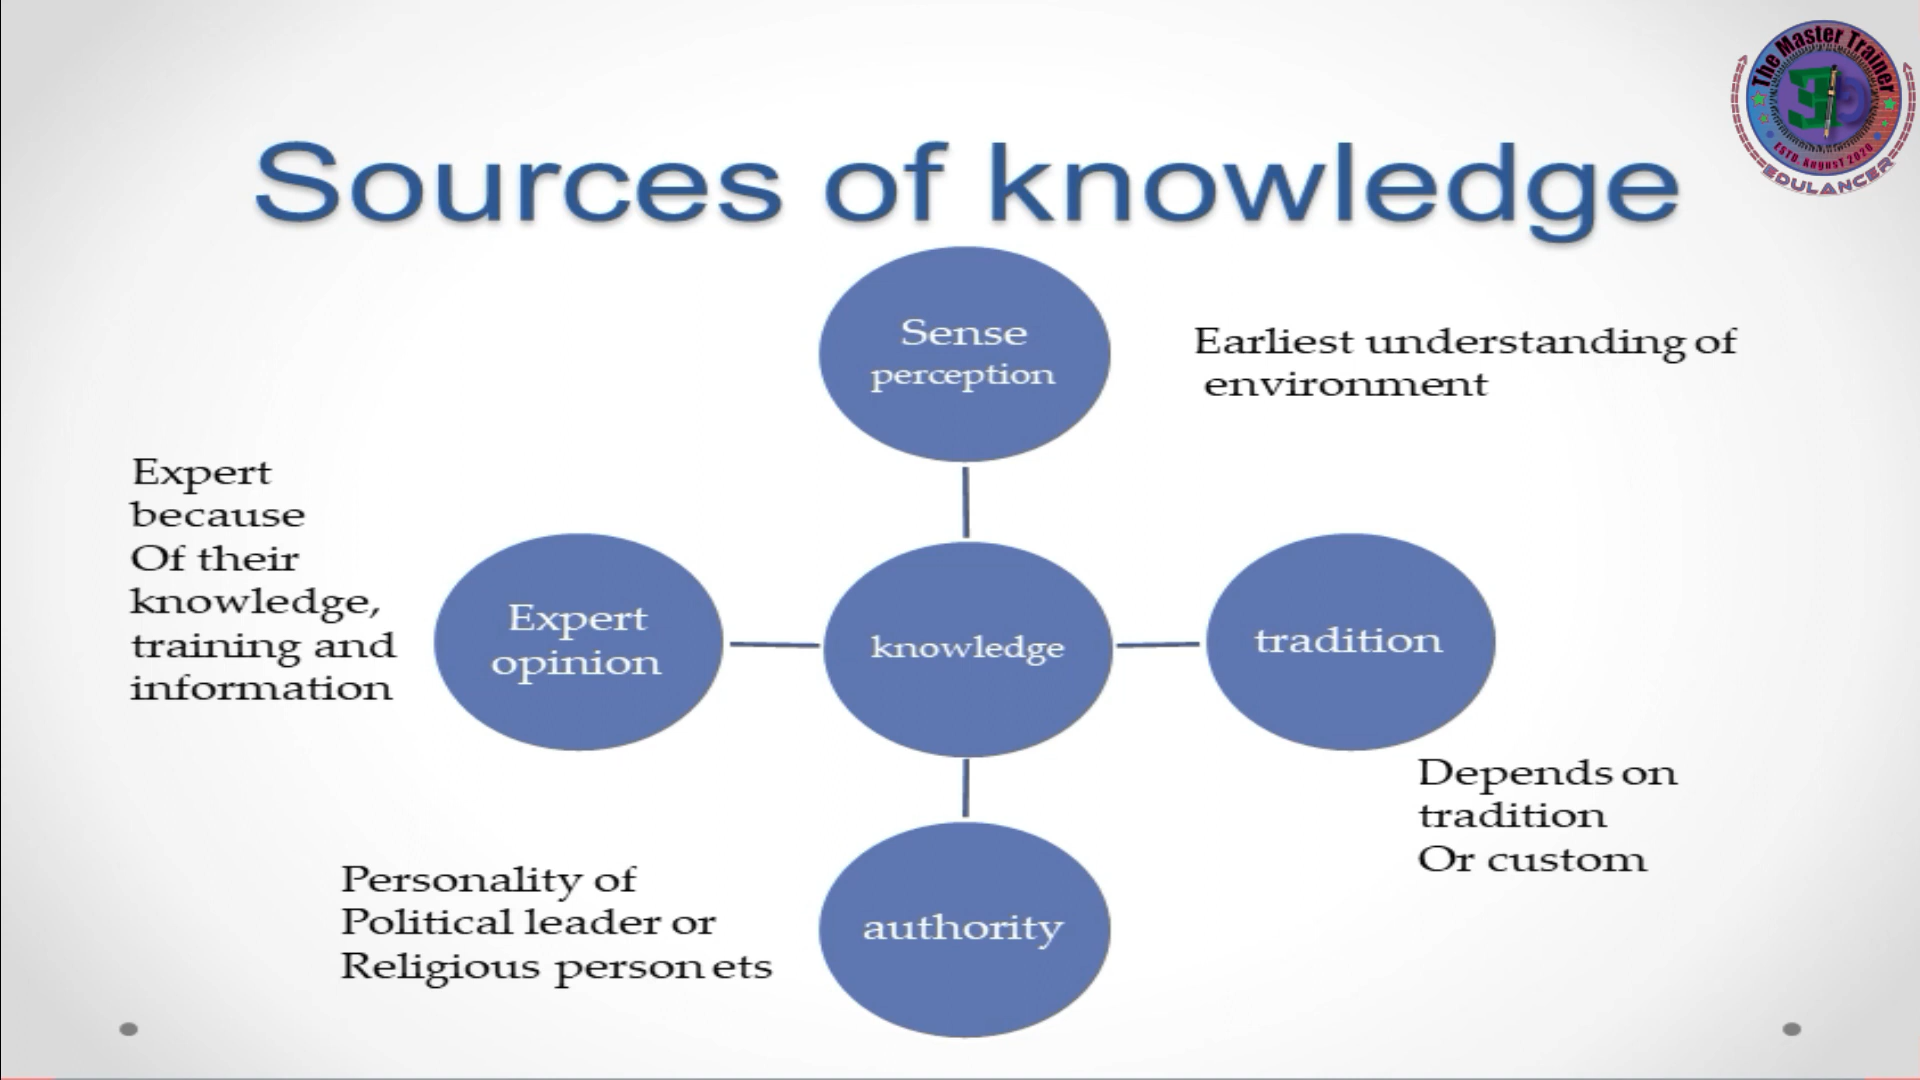 The Master Trainer
ESTD. August 2020
EDULANCER
Sources of knowledge
Sense
perception
Earliest understanding of
environment
Expert
because
Of their
knowledge,
training and
information
Expert
opinion
knowledge
tradition
Depends on
tradition
Or custom
Personality of
Political leader or
Religious person ets
authority